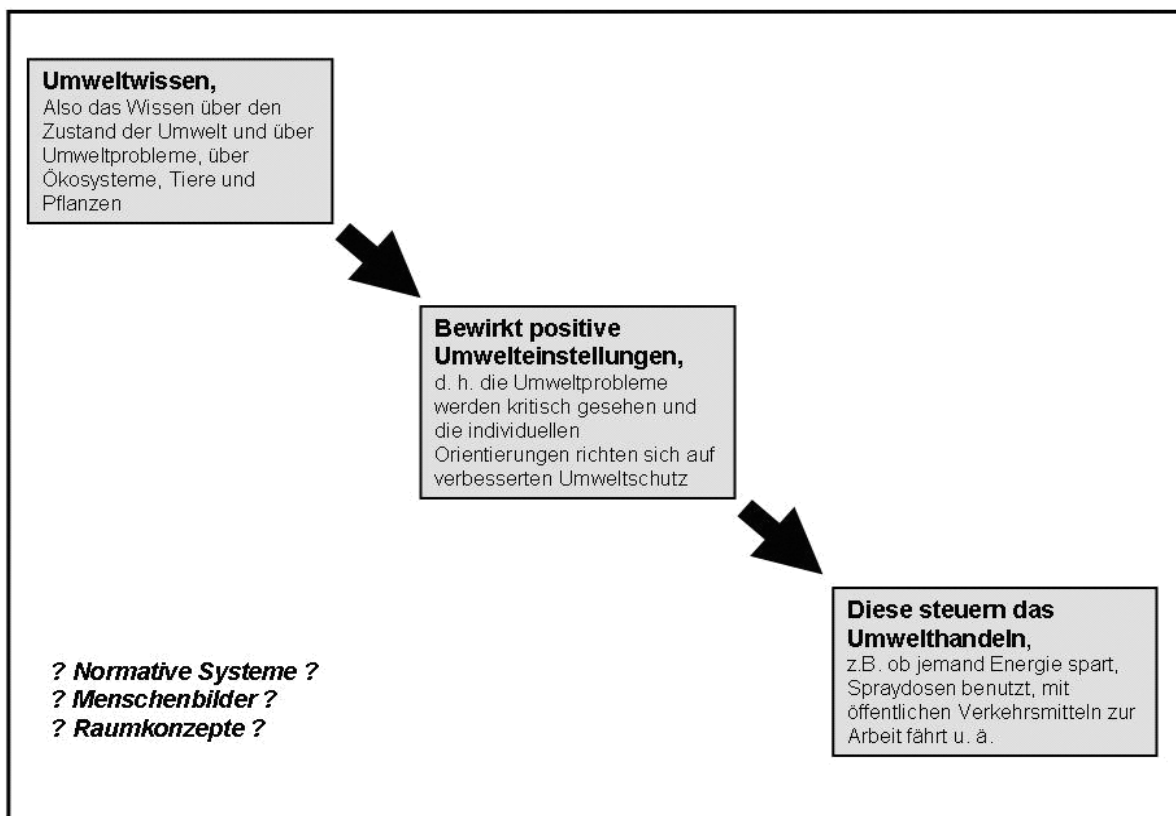 Umweltwissen,
Also das Wissen über den
Zustand der Umwelt und über
Umweltprobleme, über
Ökosysteme, Tiere und
Pflanzen
Bewirkt positive
Umwelteinstellungen,
d. h. die Umweltprobleme
werden kritisch gesehen und
die individuellen
Orientierungen richten sich auf
verbesserten Umweltschutz
Diese steuern das
Umwelthandeln,
z.B. ob jemand Energie spart,
Spraydosen benutzt, mit
öffentlichen Verkehrsmitteln zur
Arbeit fährt u. ä.
? Normative Systeme ?
? Menschenbilder ?
? Raumkonzepte ?